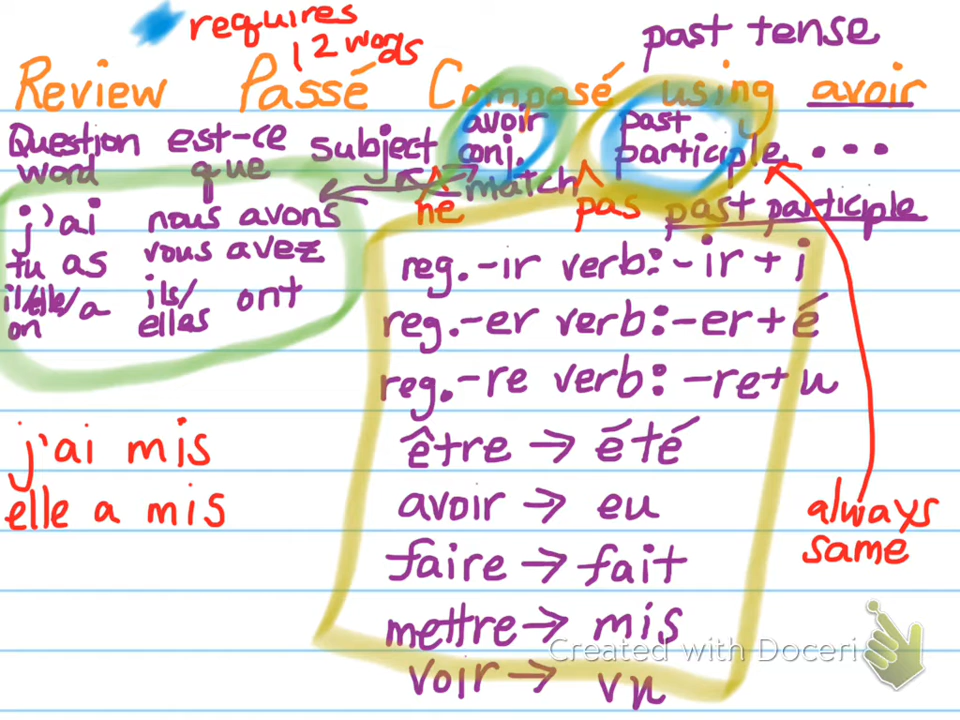 requires
12 words
past tense
Review Passé Composé using avoir
Question word est-ce que subject avoir conj. past participle...
match
ne pas past participle
j'ai nous avons
tu as vous avez
il/elle/on a ils/ellas ont
reg. -ir verb: -ir + i
reg. -er verb: -er + é
reg. -re verb: -re + u
être → été
avoir → eu
faire → fait
mettre → mis
voir → vu
j'ai mis
elle a mis
always
same
Created with Doceri